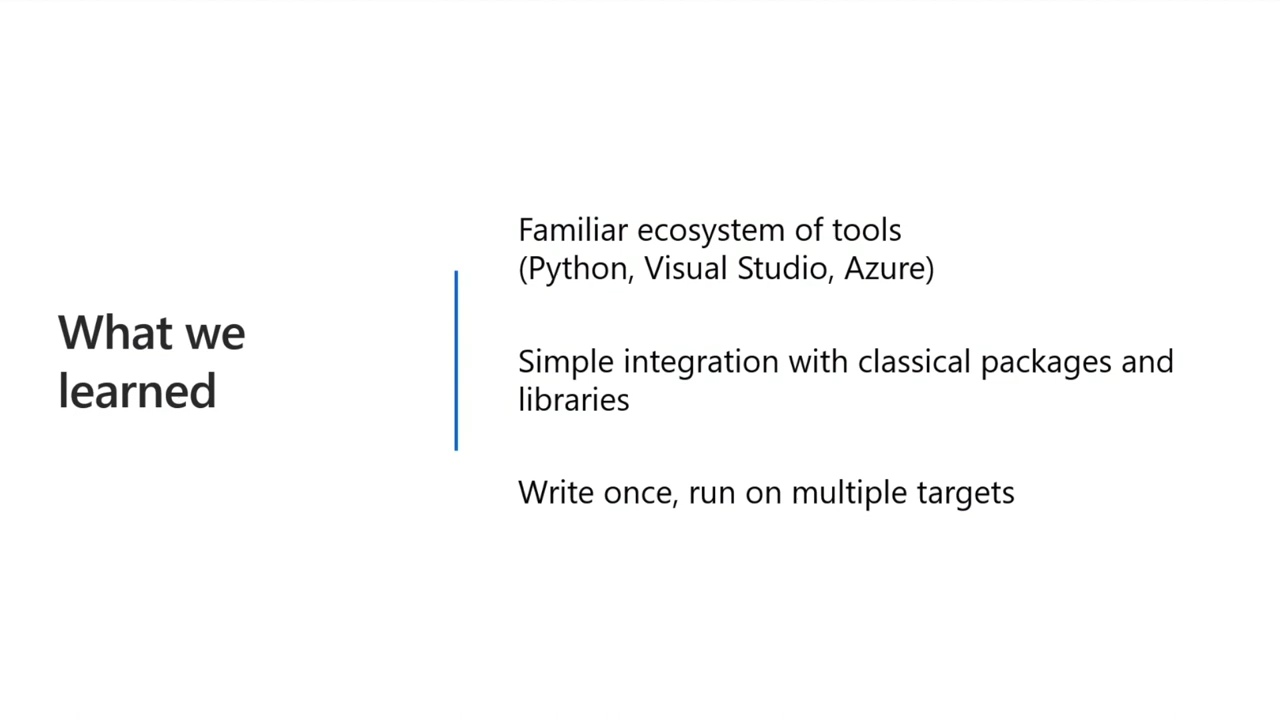 What we
learned
Familiar ecosystem of tools
(Python, Visual Studio, Azure)
Simple integration with classical packages and
libraries
Write once, run on multiple targets